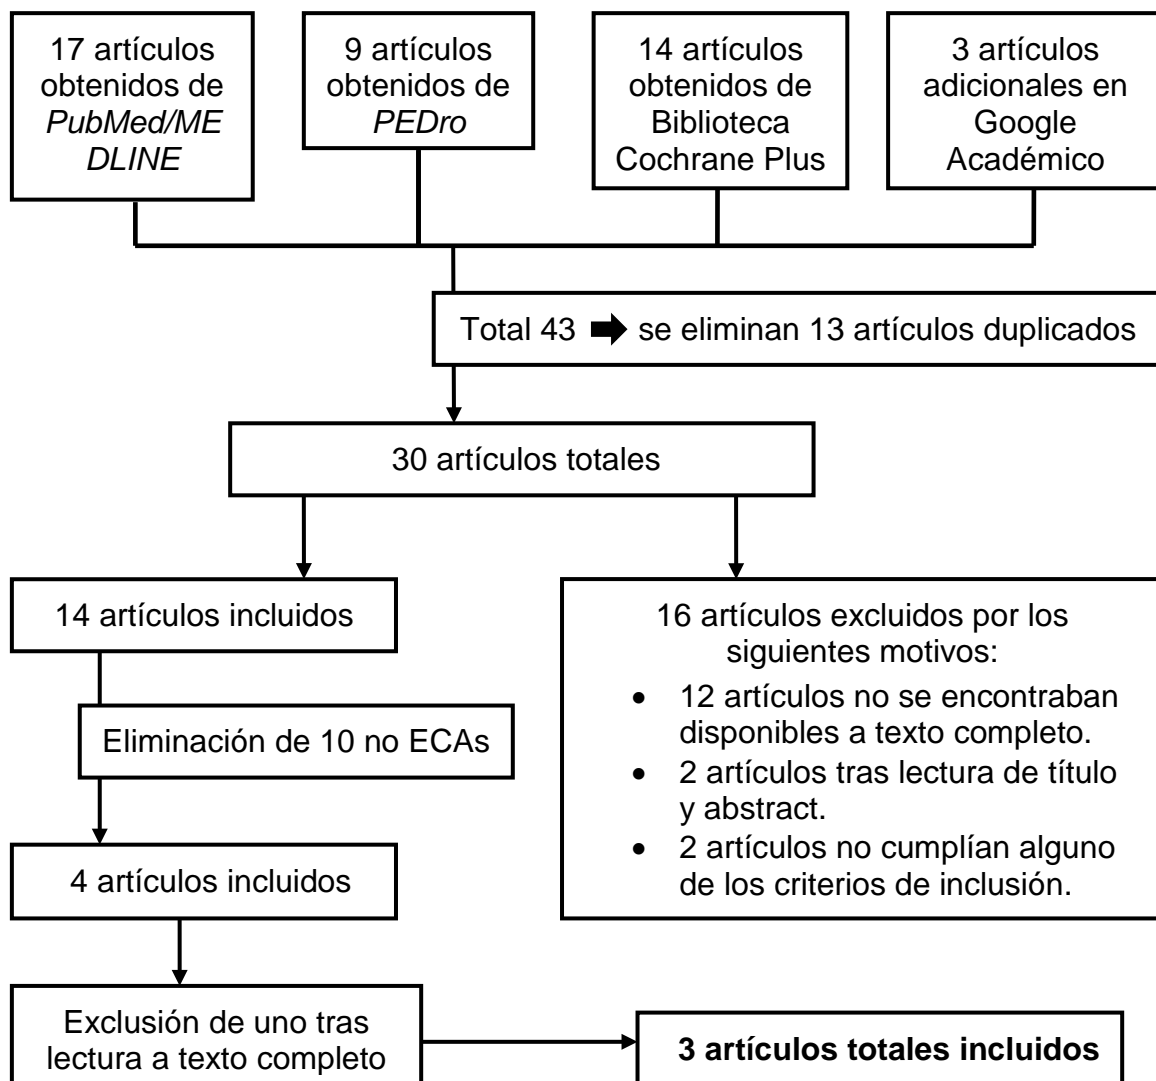 17 artículos
obtenidos de
PubMed/ME
DLINE
9 artículos
obtenidos de
PEDro
14 artículos
obtenidos de
Biblioteca
Cochrane Plus
3 artículos
adicionales en
Google
Académico
Total 43 ➡ se eliminan 13 artículos duplicados
30 artículos totales
14 artículos incluidos
Eliminación de 10 no ECAs
4 artículos incluidos
Exclusión de uno tras
lectura a texto completo
16 artículos excluidos por los
siguientes motivos:
• 12 artículos no se encontraban
disponibles a texto completo.
• 2 artículos tras lectura de título
y abstract.
• 2 artículos no cumplían alguno
de los criterios de inclusión.
3 artículos totales incluidos